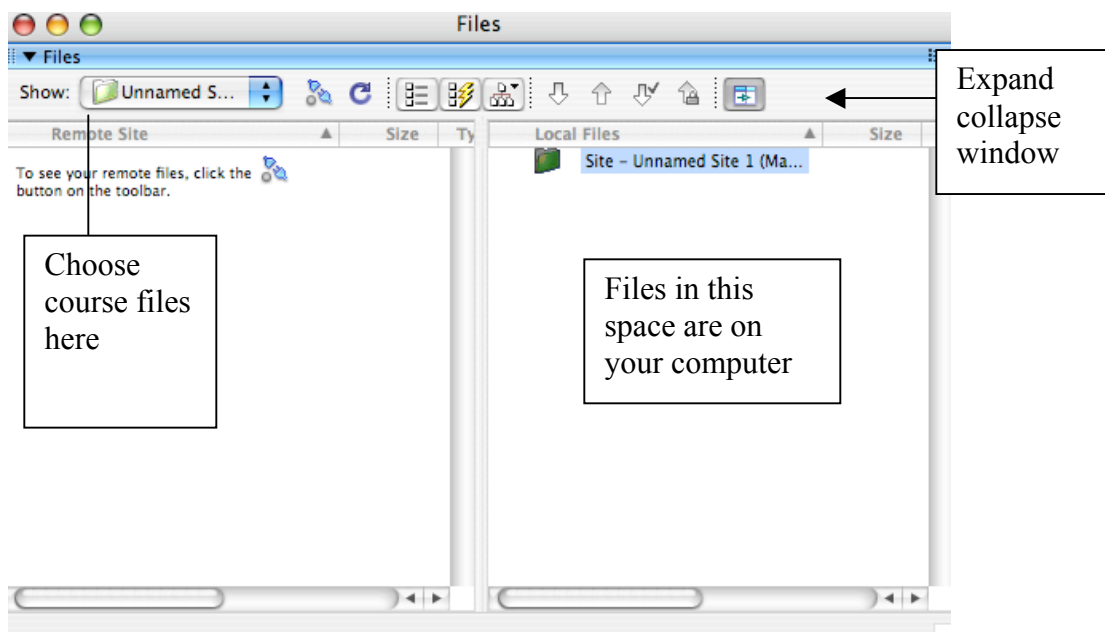 Files
Files
Show: Unnamed S...
Expand
collapse
window
Remote Site Size Ty Local Files Size
To see your remote files, click the
button on the toolbar.
Site – Unnamed Site 1 (Ma...
Choose
course files
here
Files in this
space are on
your computer